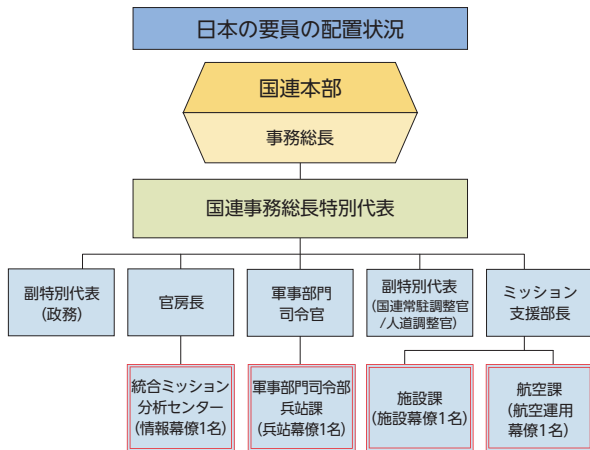 日本の要員の配置状況
国連本部
事務総長
国連事務総長特別代表
副特別代表
(政務)
官房長
軍事部門
司令官
副特別代表
(国連常駐調整官
/人道調整官)
ミッション
支援部長
統合ミッション
分析センター
(情報幕僚1名)
軍事部門司令部
兵站課
(兵站幕僚1名)
施設課
(施設幕僚1名)
航空課
(航空運用
幕僚1名)